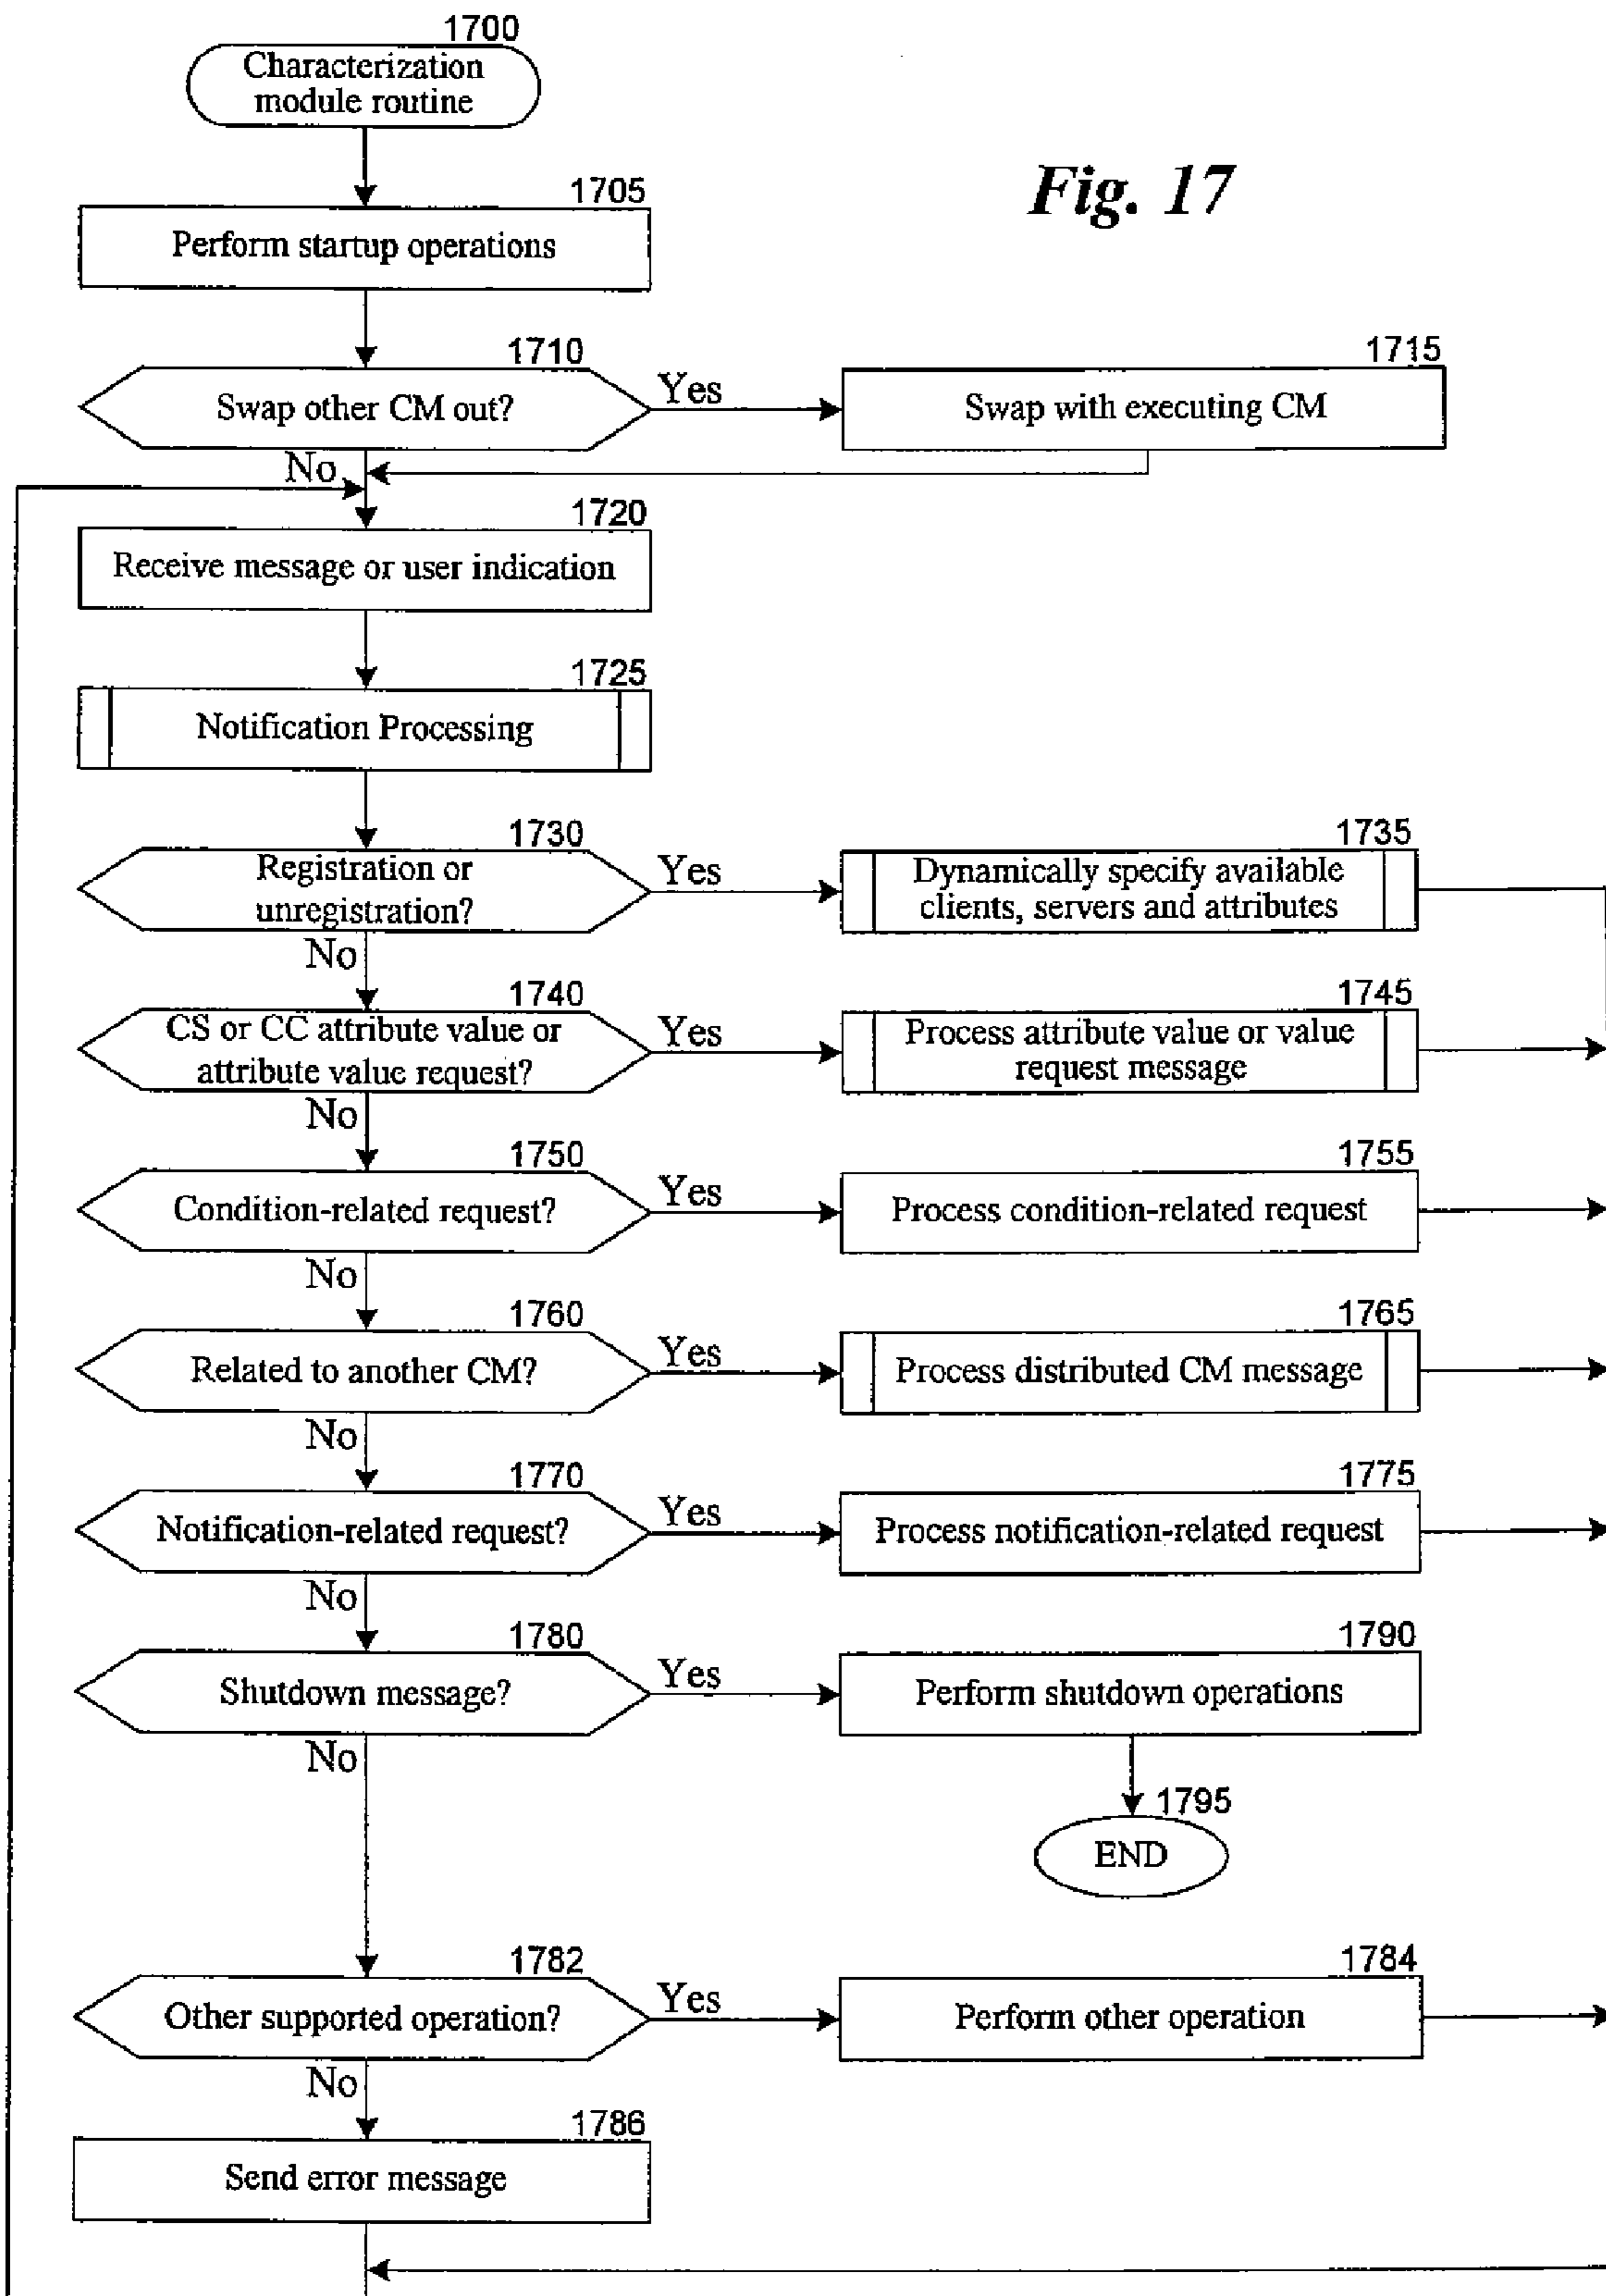 1700
Characterization
module routine
Fig. 17
1705
Perform startup operations
1710
Swap other CM out?
Yes
1715
Swap with executing CM
No
1720
Receive message or user indication
1725
Notification Processing
1730
Registration or
unregistration?
Yes
1735
Dynamically specify available
clients, servers and attributes
No
1740
CS or CC attribute value or
attribute value request?
Yes
1745
Process attribute value or value
request message
No
1750
Condition-related request?
Yes
1755
Process condition-related request
No
1760
Related to another CM?
Yes
1765
Process distributed CM message
No
1770
Notification-related request?
Yes
1775
Process notification-related request
No
1780
Shutdown message?
Yes
1790
Perform shutdown operations
No
1795
END
1782
Other supported operation?
Yes
1784
Perform other operation
No
1786
Send error message